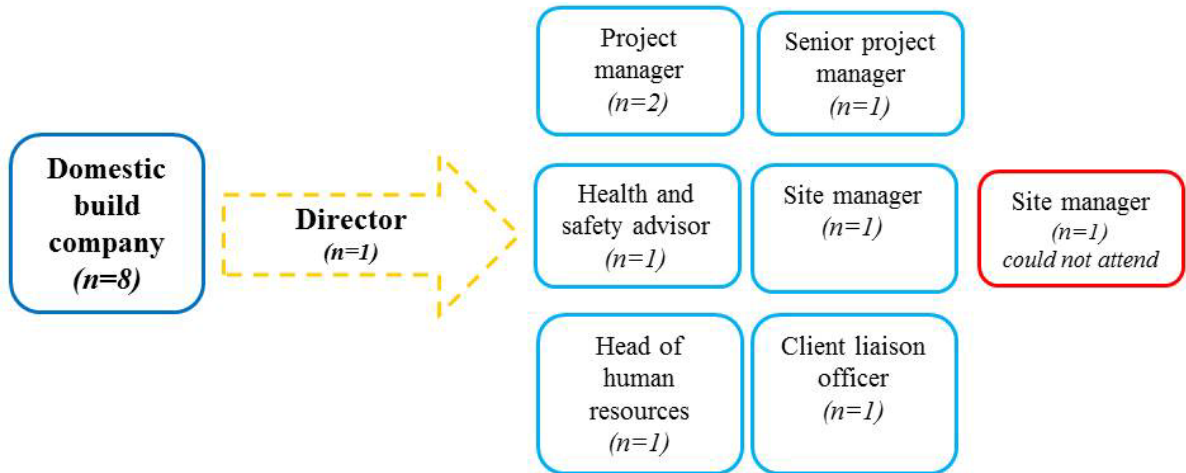 Domestic
build
company
(n=8)
Director
(n=1)
Project
manager
(n=2)
Senior project
manager
(n=1)
Health and
safety advisor
(n=1)
Site manager
(n=1)
Site manager
(n=1)
could not attend
Head of
human
resources
(n=1)
Client liaison
officer
(n=1)